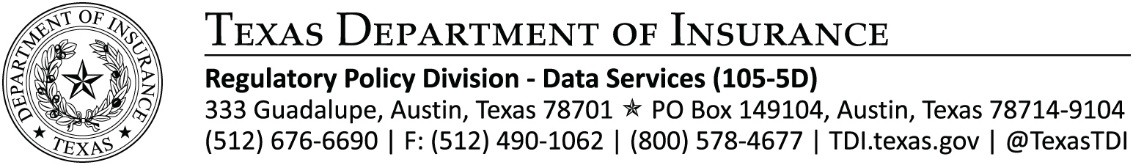 DEPARTMENT OF INSURANCE
TEXAS
TEXAS DEPARTMENT OF INSURANCE
Regulatory Policy Division - Data Services (105-5D)
333 Guadalupe, Austin, Texas 78701 ★ PO Box 149104, Austin, Texas 78714-9104
(512) 676-6690 | F: (512) 490-1062 | (800) 578-4677 | TDI.texas.gov | @TexasTDI